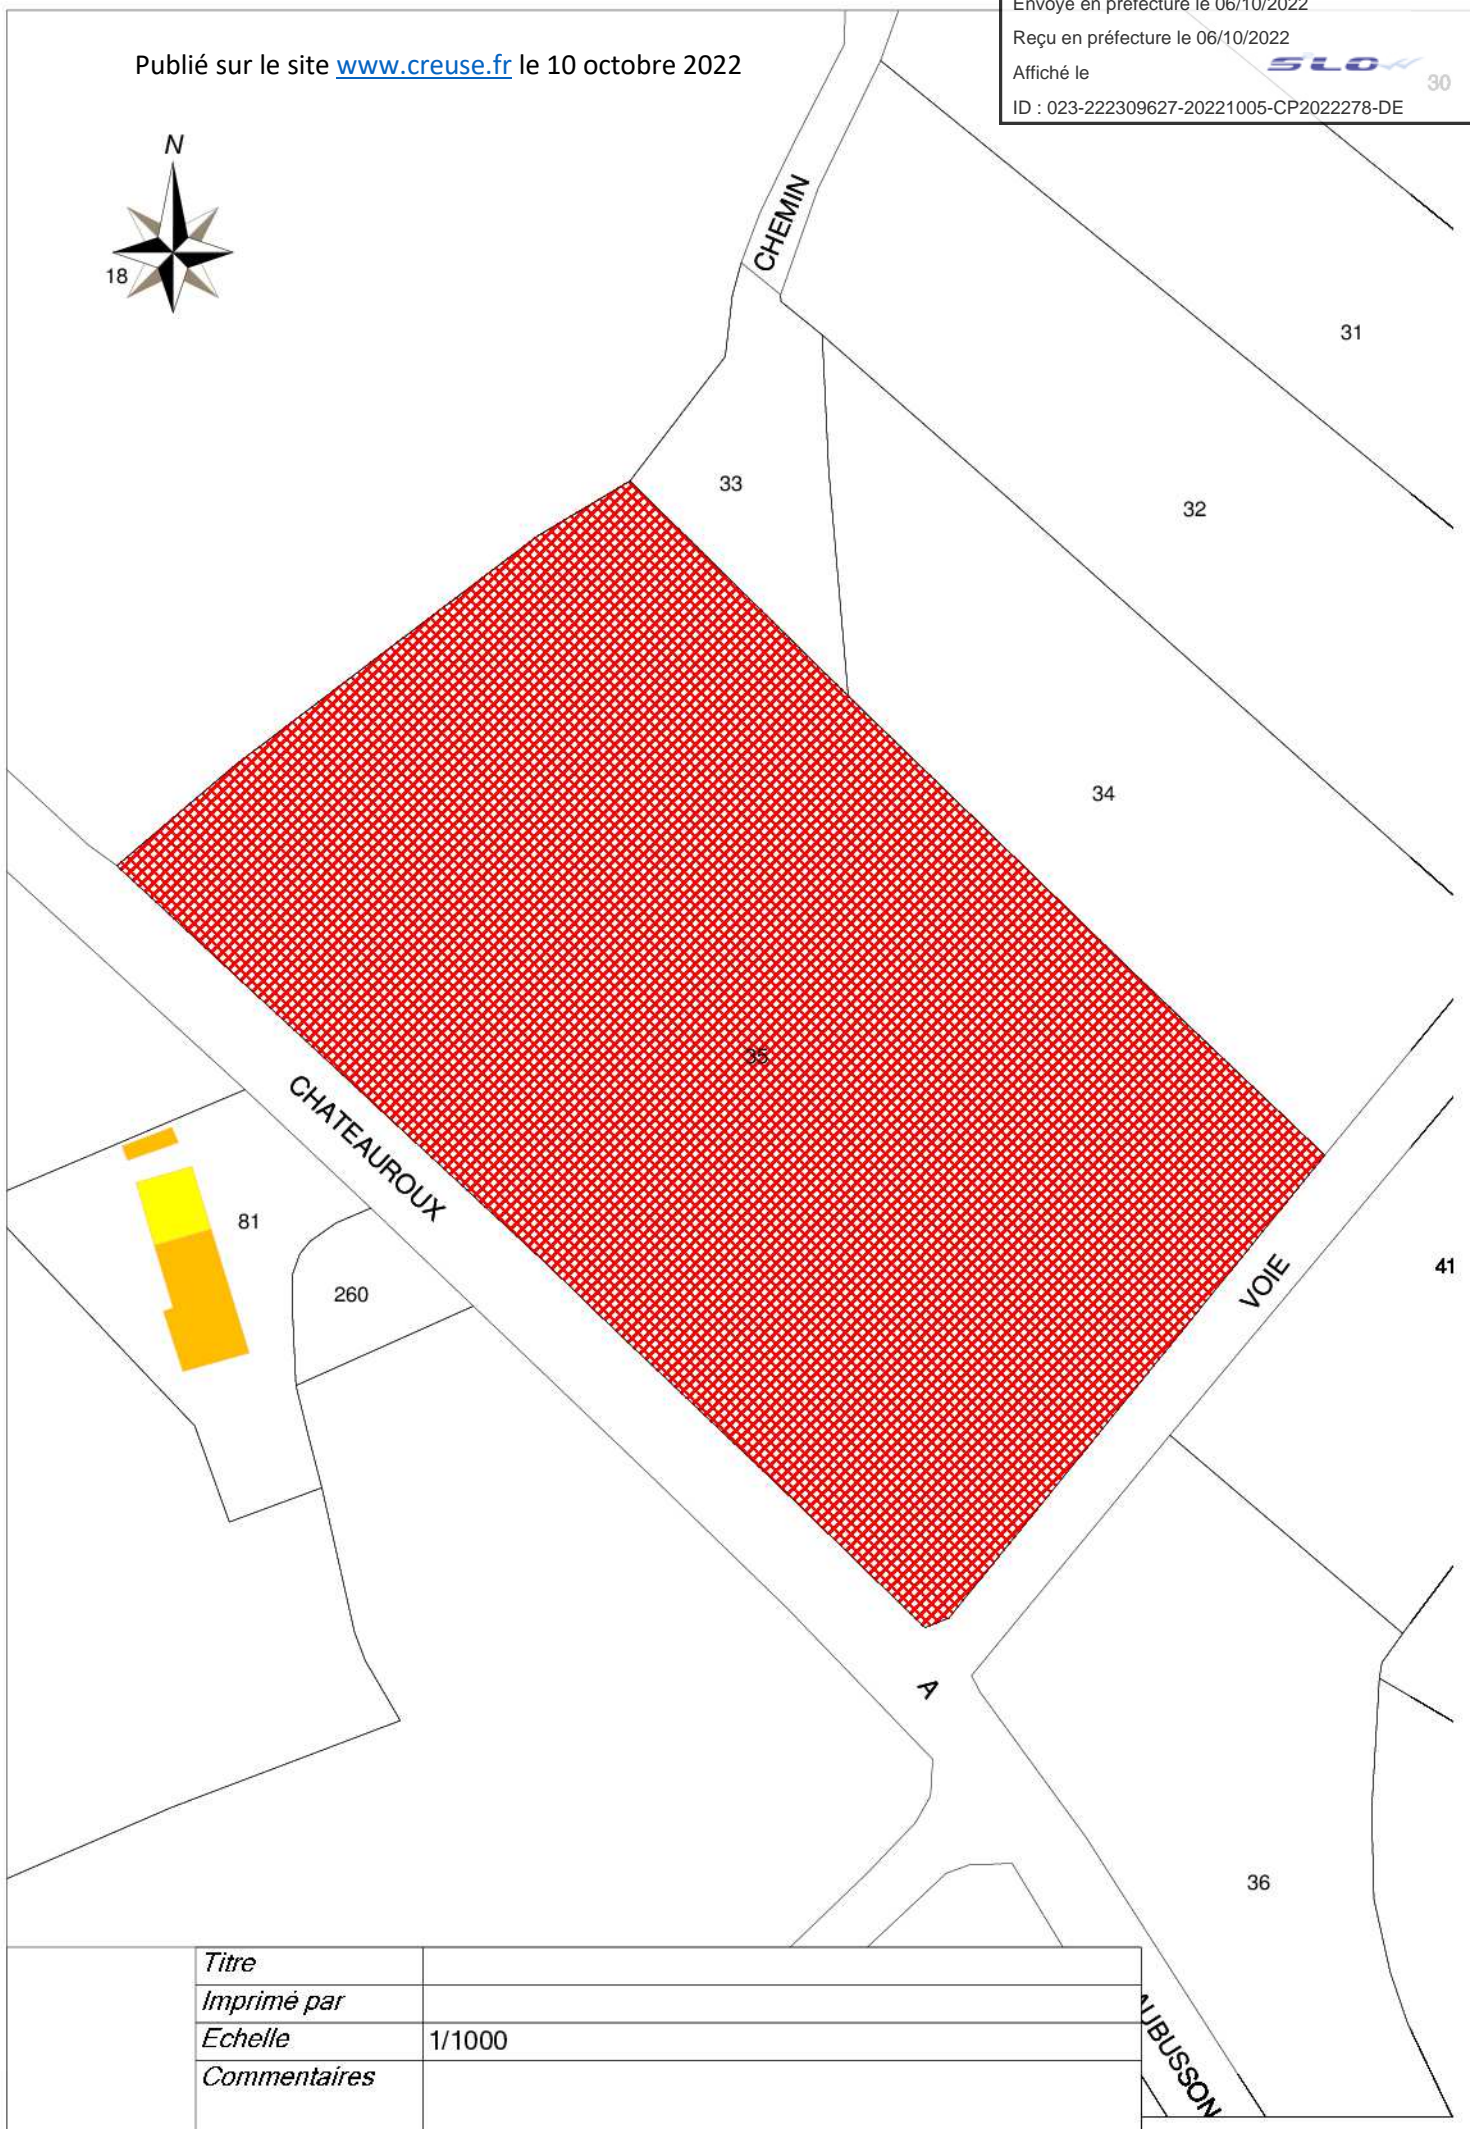 Envoyé en préfecture le 06/10/2022
Reçu en préfecture le 06/10/2022
Affiché le
SLOW
30
ID : 023-222309627-20221005-CP2022278-DE
Publié sur le site www.creuse.fr le 10 octobre 2022
N
18
CHEMIN
31
33
32
34
35
CHATEAUROUX
81
260
VOIE
41
A
36
AUBUSSON
Titre
Imprimé par
Echelle 1/1000
Commentaires